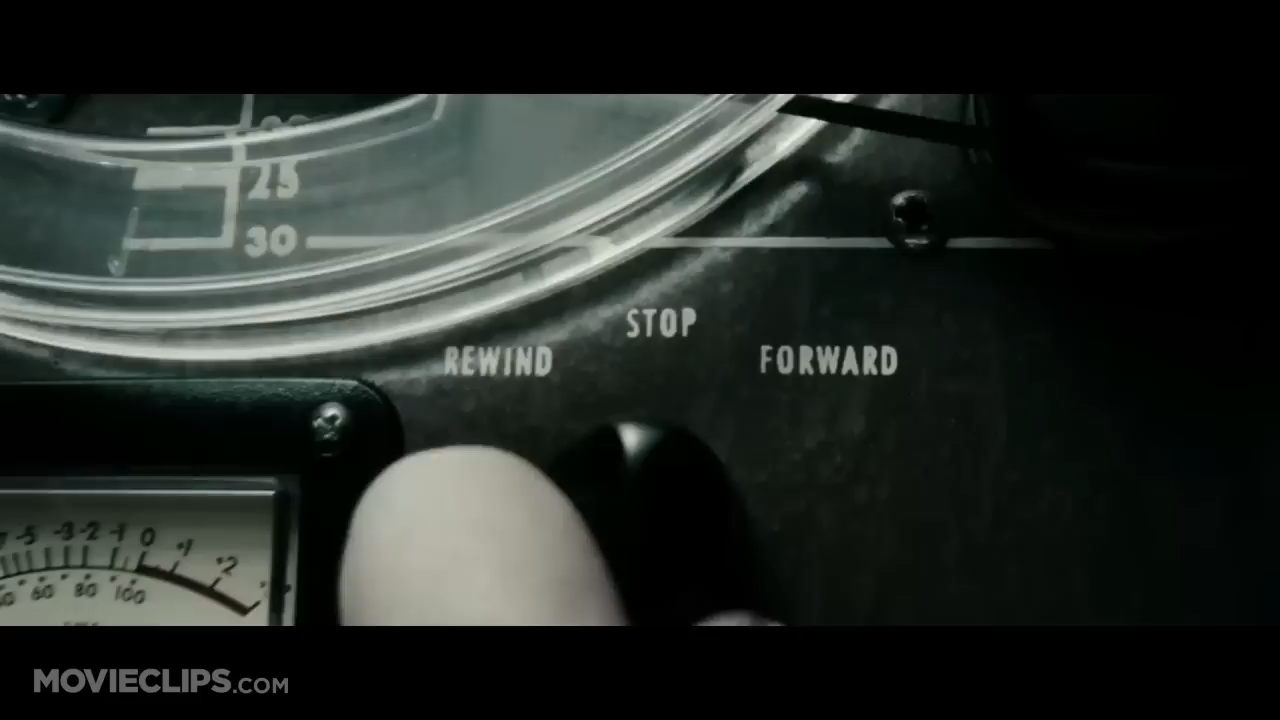 25
30
STOP
REWIND
FORWARD
-5 -3 -2 -1 0 +1 +2
60 80 100
MOVIECLIPS.COM